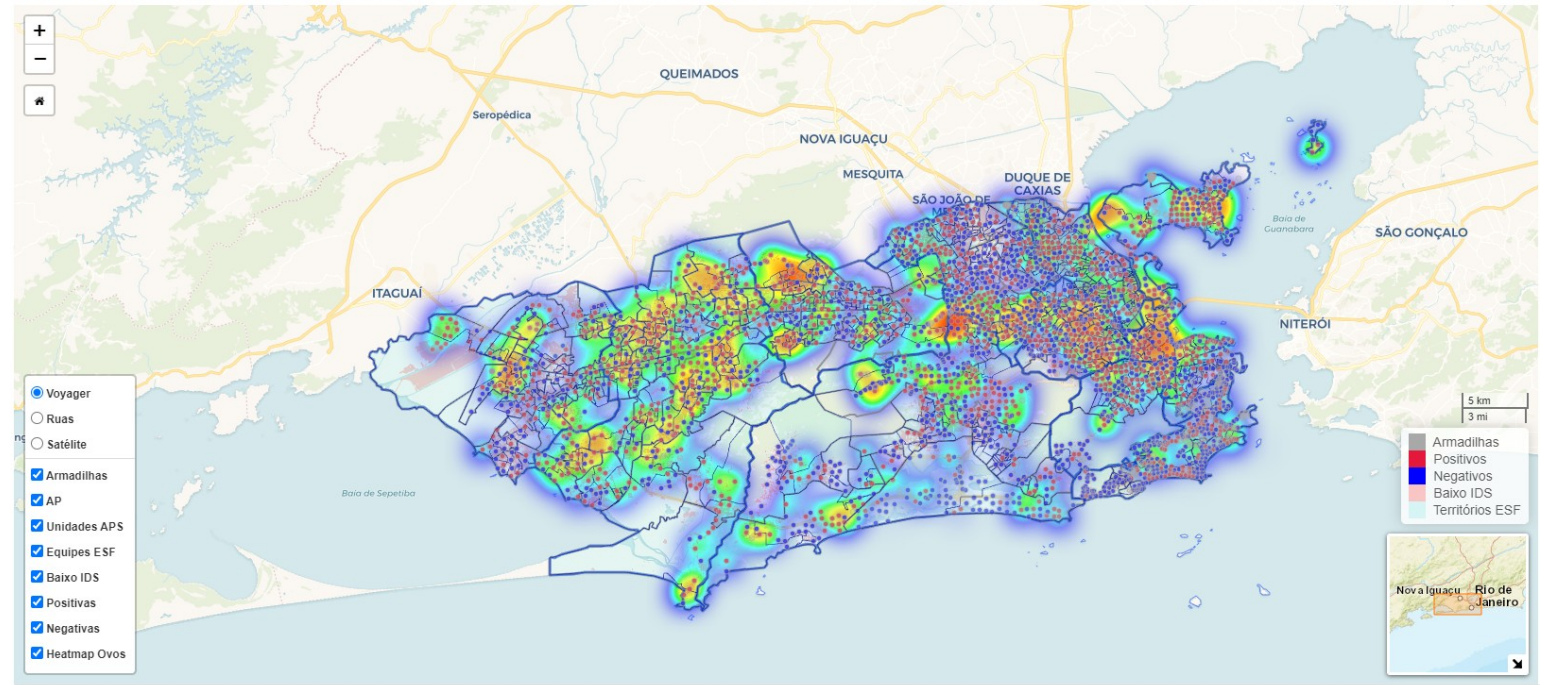 +
−
QUEIMADOS
Seropédica
NOVA IGUAÇU
MESQUITA
DUQUE DE
CAXIAS
SÃO JOÃO DE
Baia de
Guanabara
SÃO GONÇALO
ITAGUAÍ
NITERÓI
Baia de Sepetiba
Voyager
Ruas
Satélite
Armadilhas
AP
Unidades APS
Equipes ESF
Baixo IDS
Positivas
Negativas
Heatmap Ovos
5 km
3 mi
Armadilhas
Positivos
Negativos
Baixo IDS
Territórios ESF
Nova Iguaçu
Rio de
Janeiro